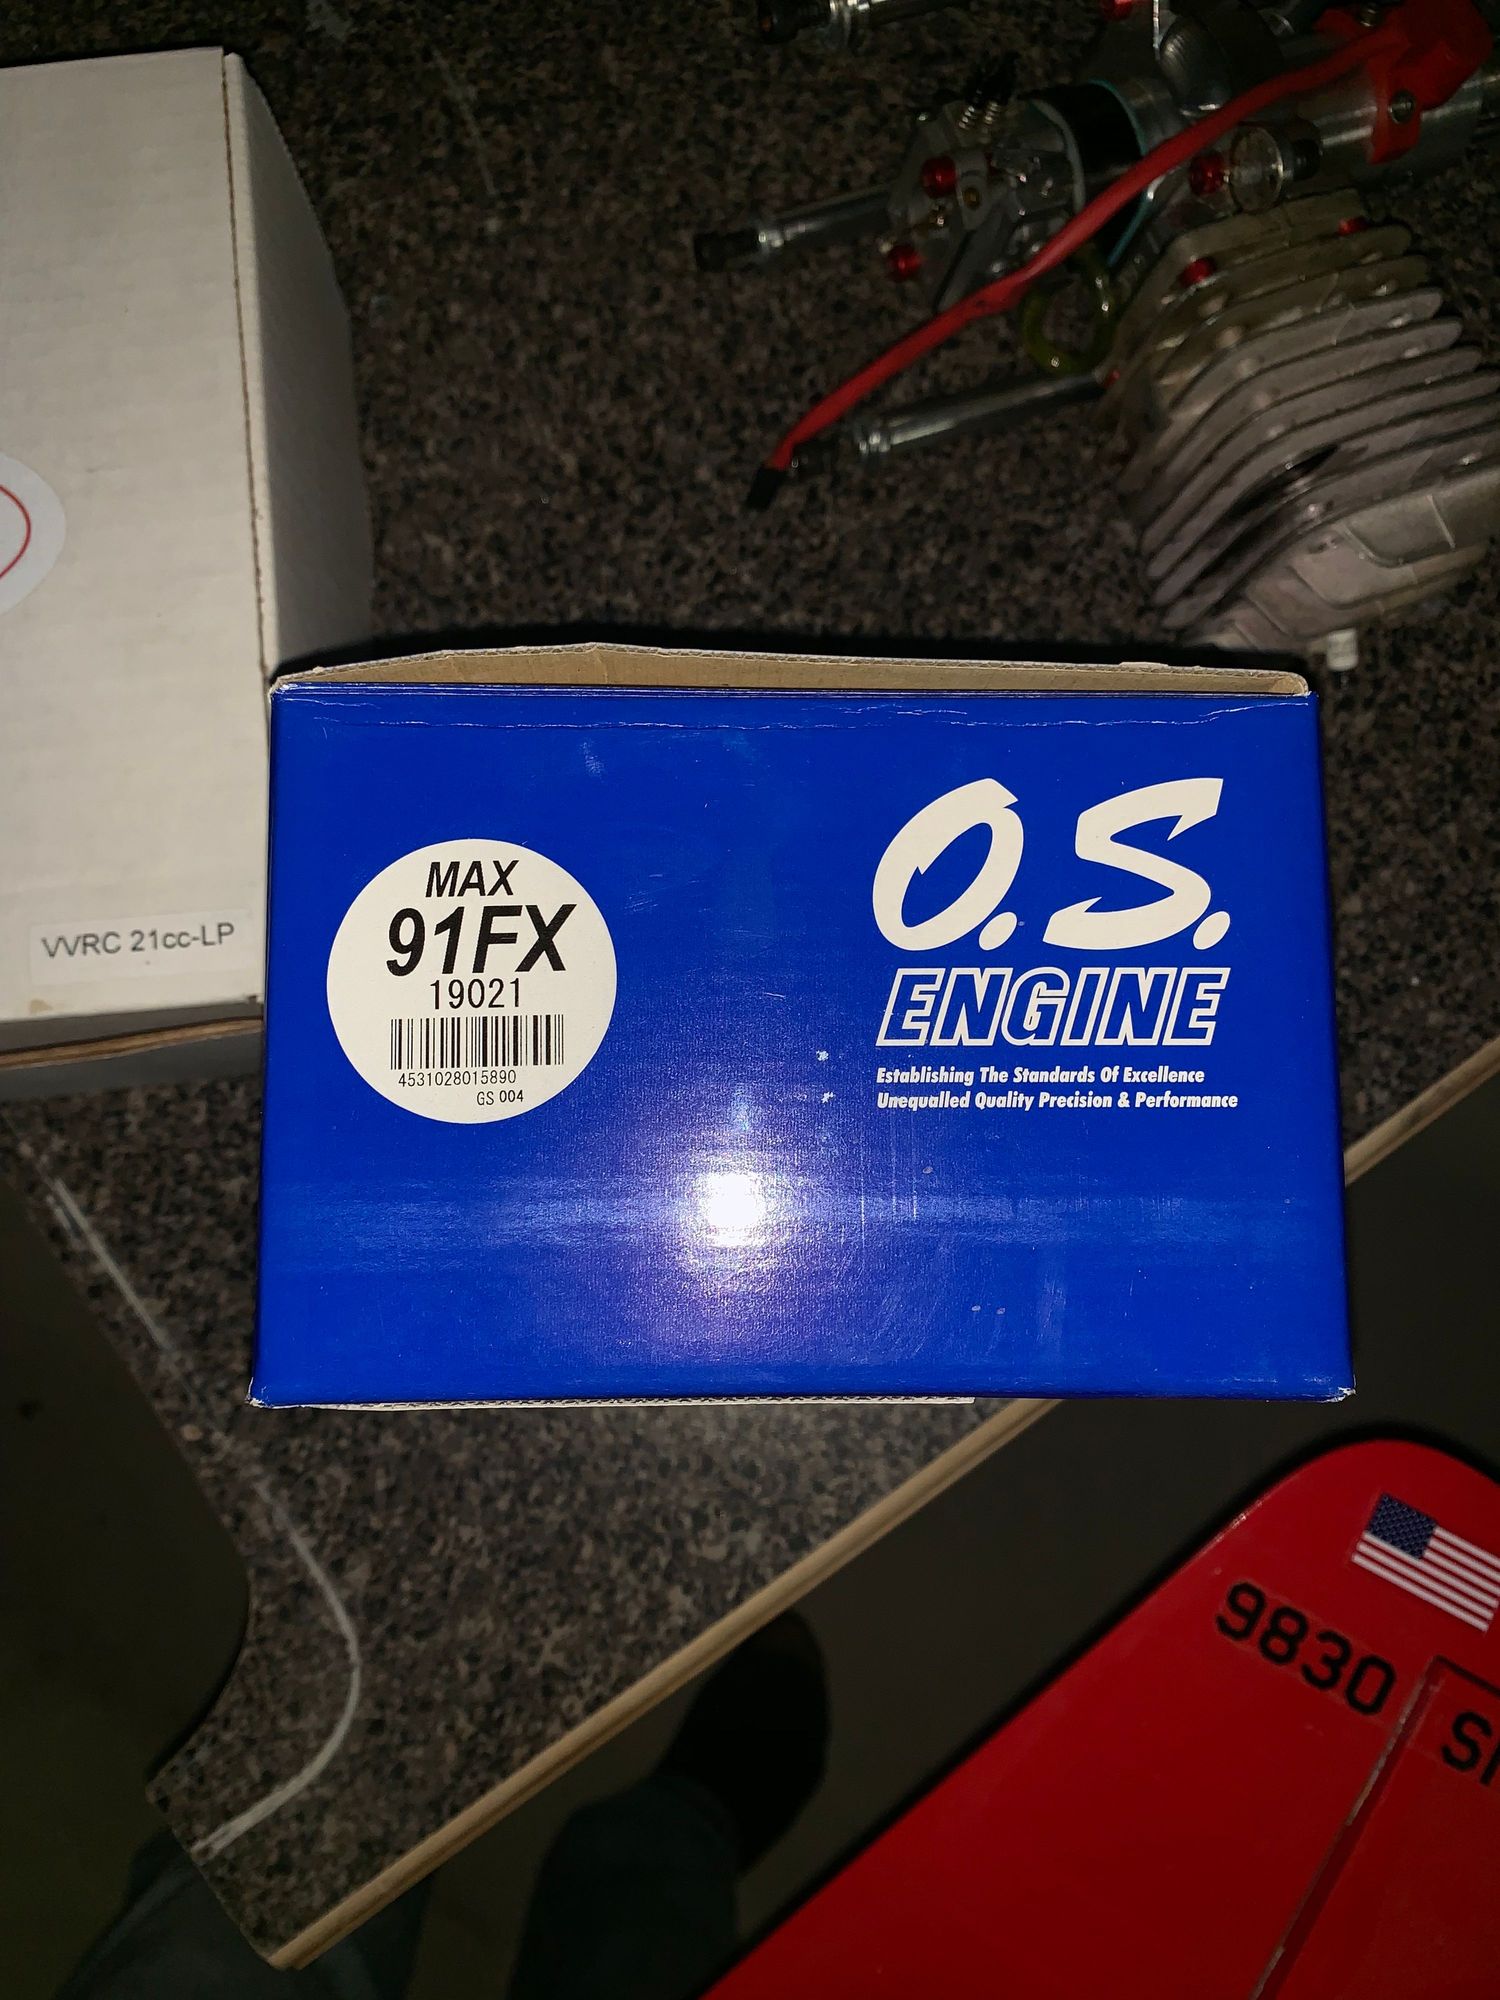 VVRC 21cc-LP
MAX
91FX
19021
4531028015890
GS 004
O.S.
ENGINE
Establishing The Standards Of Excellence
Unequalled Quality Precision & Performance
9830